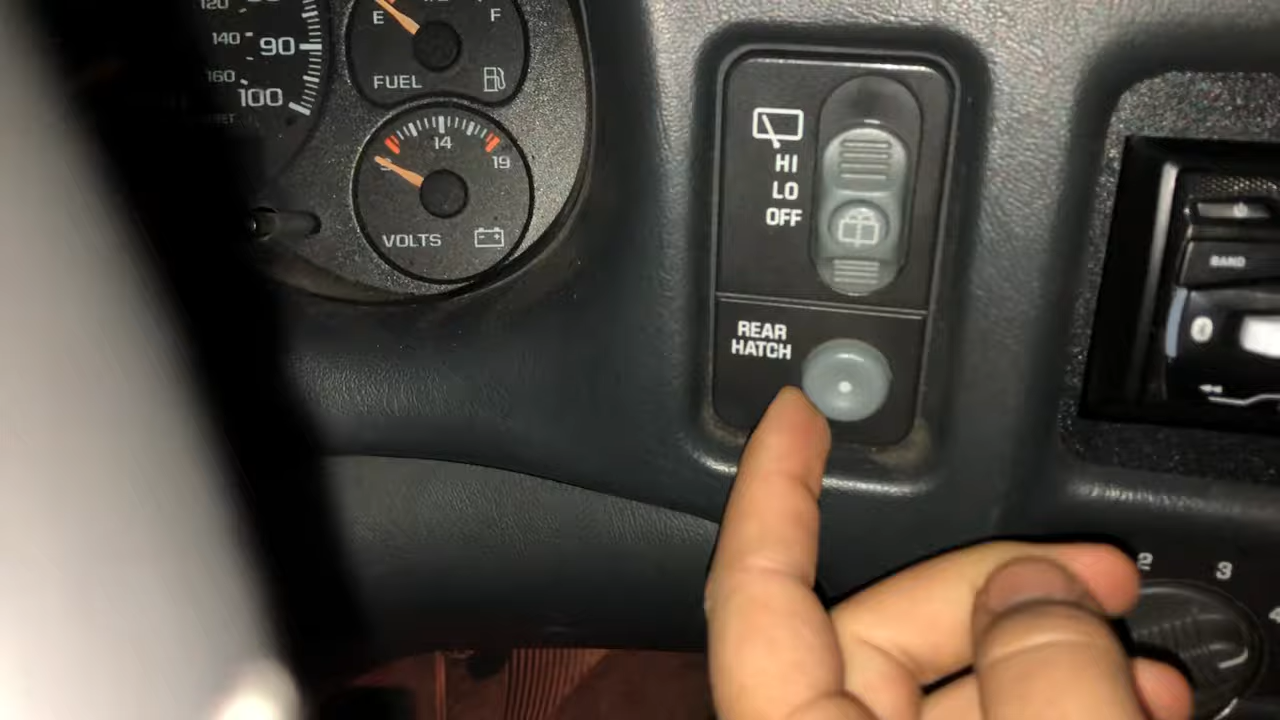 120
140
90
160
100
E
F
FUEL
14
19
VOLTS
HI
LO
OFF
REAR
HATCH
BAND
2
3